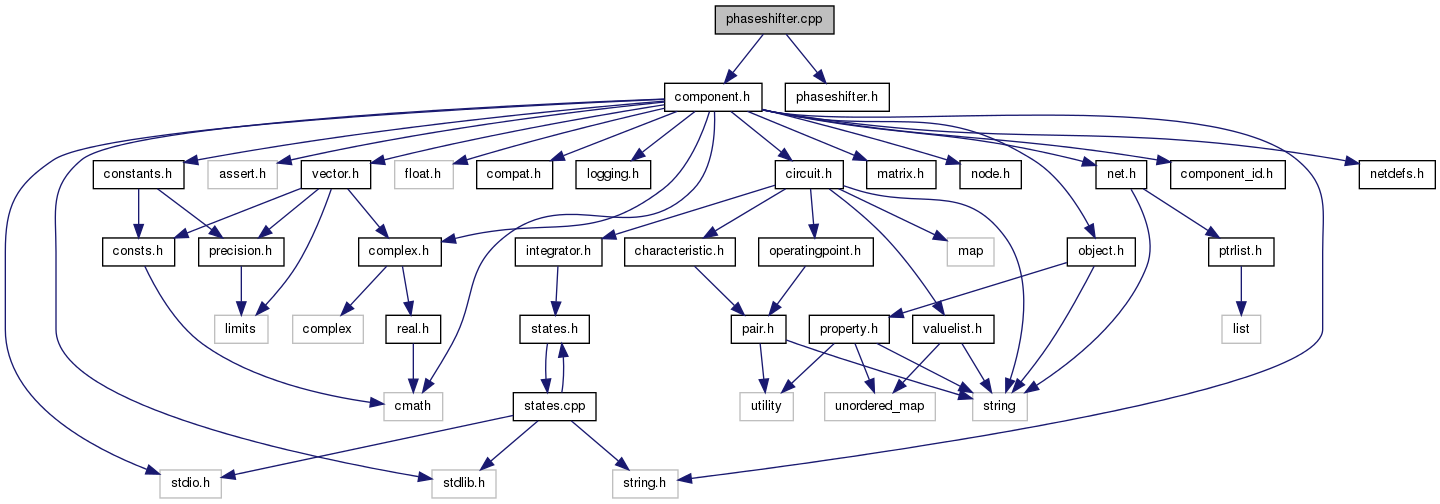 phaseshifter.cpp
component.h
phaseshifter.h
constants.h
assert.h
vector.h
float.h
compat.h
logging.h
circuit.h
matrix.h
node.h
net.h
component_id.h
netdefs.h
consts.h
precision.h
complex.h
integrator.h
characteristic.h
operatingpoint.h
map
object.h
ptrlist.h
limits
complex
real.h
states.h
pair.h
property.h
valuelist.h
list
cmath
states.cpp
utility
unordered_map
string
stdio.h
stdlib.h
string.h